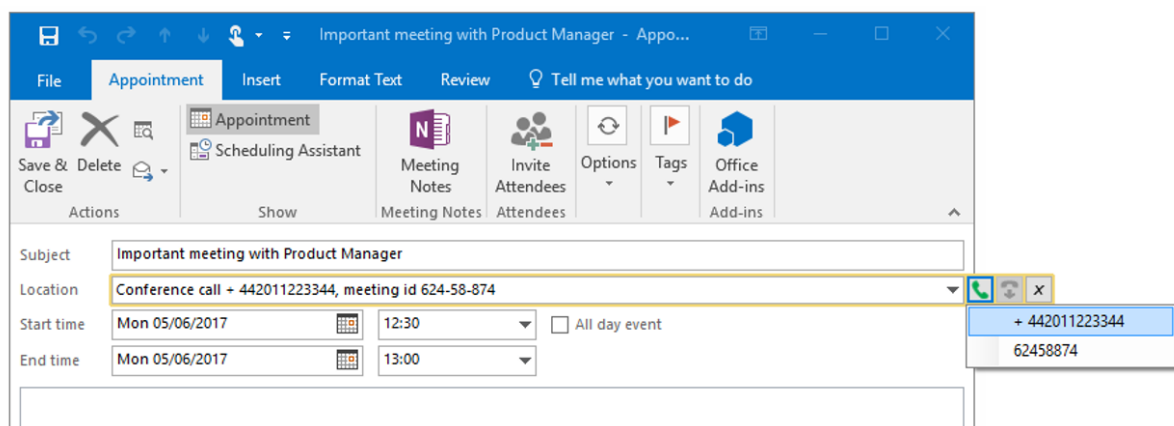 Important meeting with Product Manager - Appo...
File Appointment Insert Format Text Review Tell me what you want to do
Save & Close
Delete
Actions
Appointment
Scheduling Assistant
Show
N
Meeting Notes
Meeting Notes
Invite Attendees
Attendees
Options
Tags
Office Add-ins
Add-ins
Subject Important meeting with Product Manager
Location Conference call + 442011223344, meeting id 624-58-874 x
+ 442011223344
62458874
Start time Mon 05/06/2017 12:30 All day event
End time Mon 05/06/2017 13:00